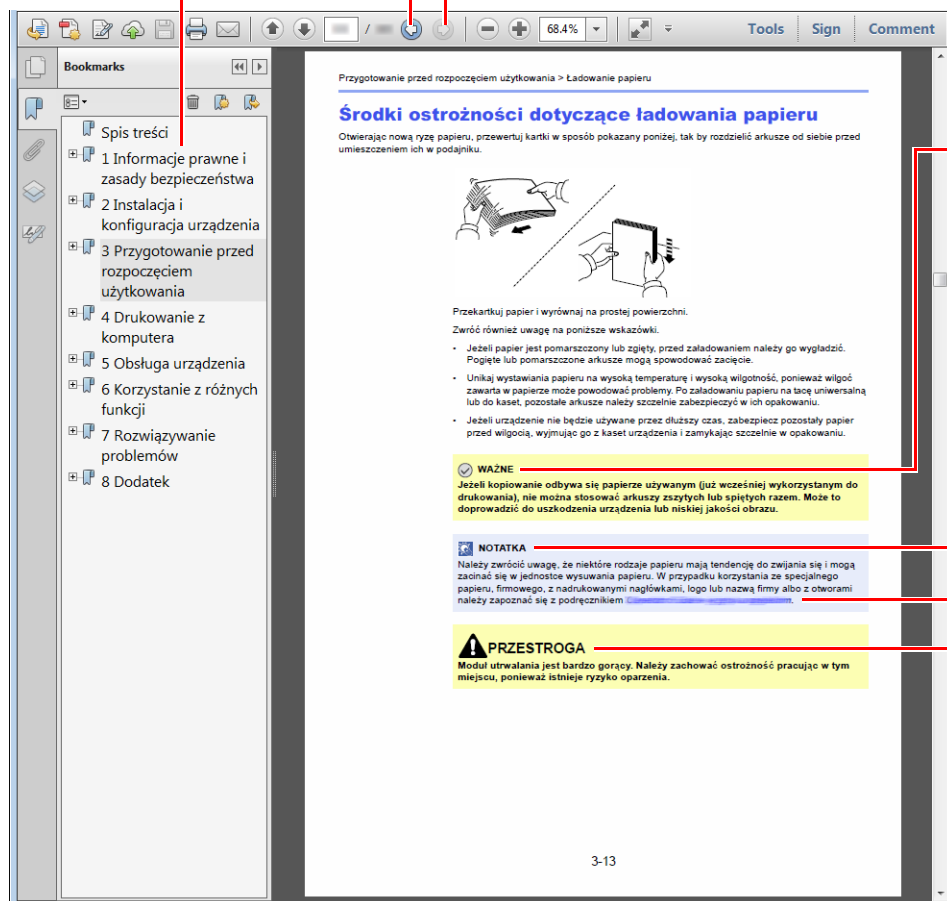 /
68.4%
Tools
Sign
Comment
Bookmarks
Spis treści
1 Informacje prawne i
zasady bezpieczeństwa
2 Instalacja i
konfiguracja urządzenia
3 Przygotowanie przed
rozpoczęciem
użytkowania
4 Drukowanie z
komputera
5 Obsługa urządzenia
6 Korzystanie z różnych
funkcji
7 Rozwiązywanie
problemów
8 Dodatek
Przygotowanie przed rozpoczęciem użytkowania > Ładowanie papieru
Środki ostrożności dotyczące ładowania papieru
Otwierając nową ryzę papieru, przewertuj kartki w sposób pokazany poniżej, tak by rozdzielić arkusze od siebie przed
umieszczeniem ich w podajniku.
Przekartkuj papier i wyrównaj na prostej powierzchni.
Zwróć również uwagę na poniższe wskazówki.
• Jeżeli papier jest pomarszczony lub zgięty, przed załadowaniem należy go wygładzić.
Pogięte lub pomarszczone arkusze mogą spowodować zacięcie.
• Unikaj wystawiania papieru na wysoką temperaturę i wysoką wilgotność, ponieważ wilgoć
zawarta w papierze może powodować problemy. Po załadowaniu papieru na tacę uniwersalną
lub do kaset, pozostałe arkusze należy szczelnie zabezpieczyć w ich opakowaniu.
• Jeżeli urządzenie nie będzie używane przez dłuższy czas, zabezpiecz pozostały papier
przed wilgocią, wyjmując go z kaset urządzenia i zamykając szczelnie w opakowaniu.
WAŻNE
Jeżeli kopiowanie odbywa się papierze używanym (już wcześniej wykorzystanym do
drukowania), nie można stosować arkuszy zszytych lub spiętych razem. Może to
doprowadzić do uszkodzenia urządzenia lub niskiej jakości obrazu.
NOTATKA
Należy zwrócić uwagę, że niektóre rodzaje papieru mają tendencję do zwijania się i mogą
zacinać się w jednostce wysuwania papieru. W przypadku korzystania ze specjalnego
papieru, firmowego, z nadrukowanymi nagłówkami, logo lub nazwą firmy albo z otworami
należy zapoznać się z podręcznikiem
PRZESTROGA
Moduł utrwalania jest bardzo gorący. Należy zachować ostrożność pracując w tym
miejscu, ponieważ istnieje ryzyko oparzenia.
3-13